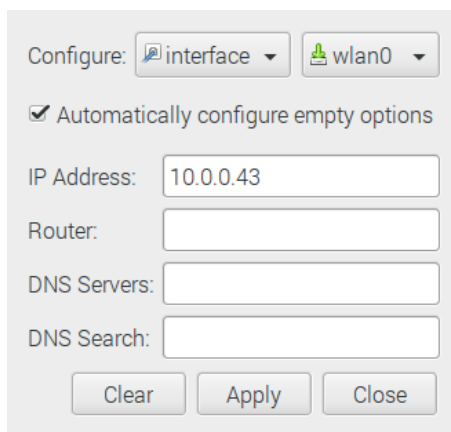 Configure: interface wlan0
Automatically configure empty options
IP Address: 10.0.0.43
Router:
DNS Servers:
DNS Search:
Clear Apply Close